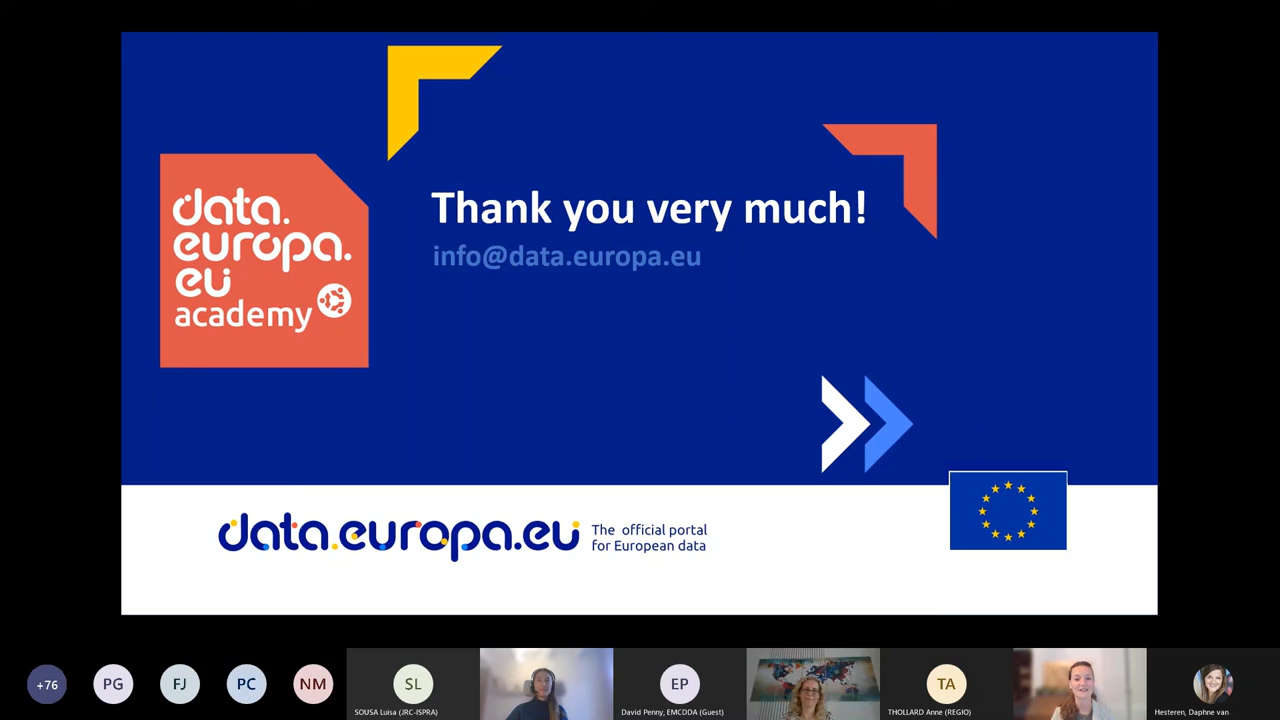 data.
europa.
eu
academy
Thank you very much!
info@data.europa.eu
data.europa.eu
The official portal
for European data
+76
PG
FJ
PC
NM
SL
SOUSA Luisa (JRC-ISPRA)
EP
David Penny, EMCDDA (Guest)
TA
THOLLARD Anne (REGIO)
Hesteren, Daphne van